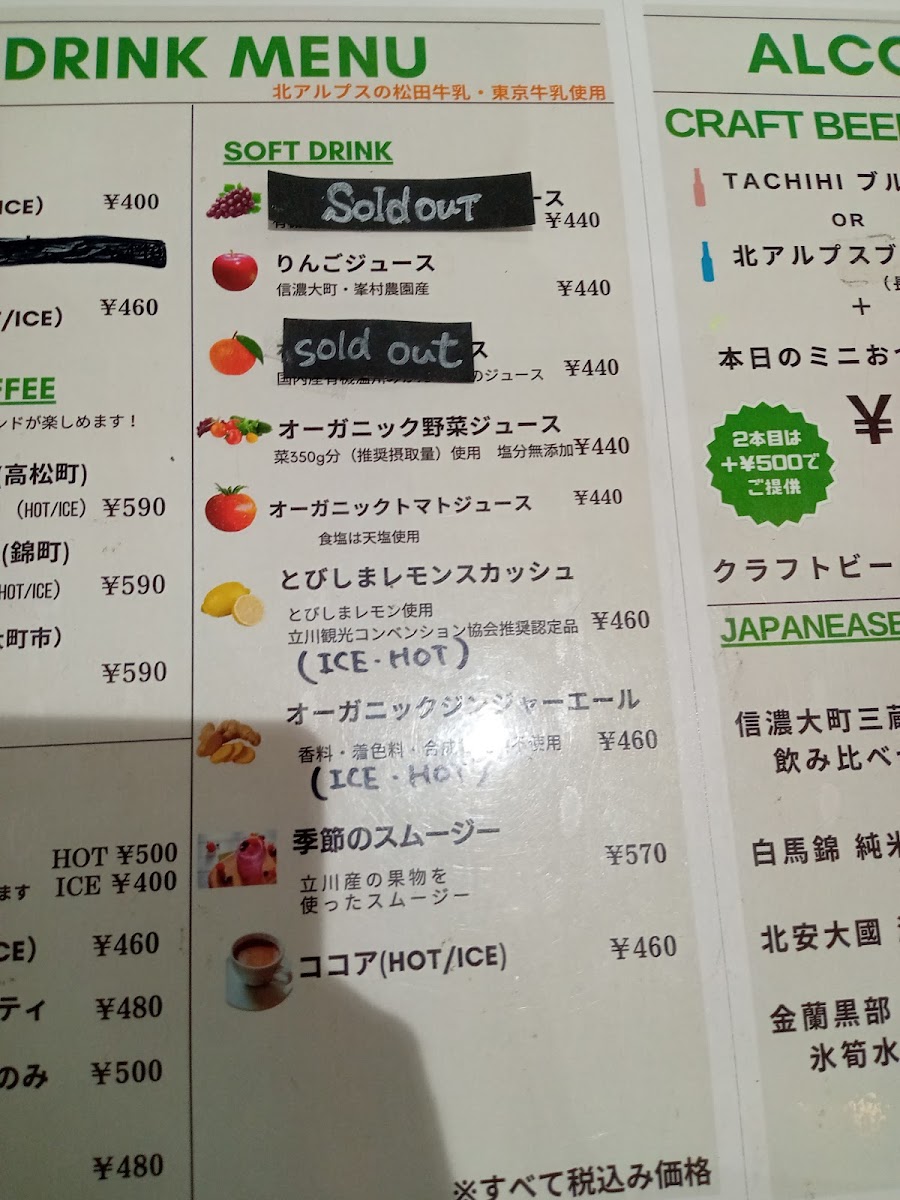 DRINK MENU
北アルプスの松田牛乳・東京牛乳使用
ICE) ¥400
/ICE) ¥460
FFEE
ンドが楽しめます!
(高松町)
(HOT/ICE) ¥590
(錦町)
HOT/ICE) ¥590
大町市)
¥590
HOT ¥500
ます ICE ¥400
CE) ¥460
ティ ¥480
のみ ¥500
¥480
SOFT DRINK
Sold out ース
¥440
りんごジュース
信濃大町・峯村農園産 ¥440
sold out ス
のジュース ¥440
オーガニック野菜ジュース
菜350g分(推奨摂取量)使用 塩分無添加 ¥440
オーガニックトマトジュース ¥440
食塩は天塩使用
とびしまレモンスカッシュ
とびしまレモン使用
立川観光コンベンション協会推奨認定品 ¥460
(ICE・HOT)
オーガニックジンジャーエール
香料・着色料・合成 不使用 ¥460
(ICE・HOT)
季節のスムージー
¥570
立川産の果物を
使ったスムージー
ココア(HOT/ICE) ¥460
※すべて税込み価格
ALCO
CRAFT BEE
TACHIHI ブル
OR
北アルプスブ
(長
+
本日のミニおつ
¥
2本目は
+¥500で
ご提供
クラフトビー
JAPANEASE
信濃大町三蔵
飲み比べ
白馬錦 純米
北安大國
金蘭黒部
氷筍水